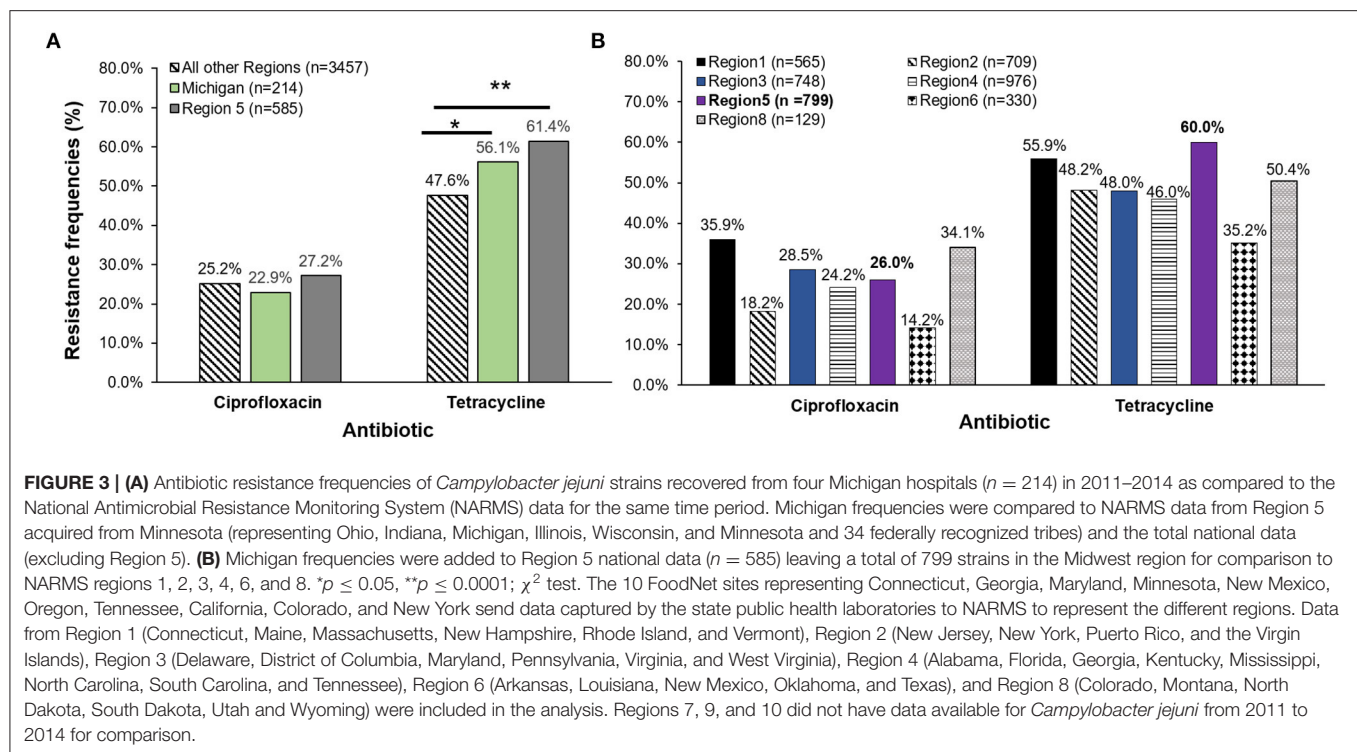 A
80.0%
70.0%
60.0%
50.0%
40.0%
30.0%
20.0%
10.0%
0.0%
Resistance frequencies (%)
All other Regions (n=3457)
Michigan (n=214)
Region 5 (n=585)
**
*
25.2%
22.9%
27.2%
47.6%
56.1%
61.4%
Ciprofloxacin
Tetracycline
Antibiotic
B
80.0%
70.0%
60.0%
50.0%
40.0%
30.0%
20.0%
10.0%
0.0%
Region1 (n=565)
Region2 (n=709)
Region3 (n=748)
Region4 (n=976)
Region5 (n =799)
Region6 (n=330)
Region8 (n=129)
35.9%
18.2%
28.5%
24.2%
26.0%
14.2%
34.1%
55.9%
48.2%
48.0%
46.0%
60.0%
35.2%
50.4%
Ciprofloxacin
Tetracycline
Antibiotic
FIGURE 3 | (A) Antibiotic resistance frequencies of Campylobacter jejuni strains recovered from four Michigan hospitals (n = 214) in 2011–2014 as compared to the
National Antimicrobial Resistance Monitoring System (NARMS) data for the same time period. Michigan frequencies were compared to NARMS data from Region 5
acquired from Minnesota (representing Ohio, Indiana, Michigan, Illinois, Wisconsin, and Minnesota and 34 federally recognized tribes) and the total national data
(excluding Region 5). (B) Michigan frequencies were added to Region 5 national data (n = 585) leaving a total of 799 strains in the Midwest region for comparison to
NARMS regions 1, 2, 3, 4, 6, and 8. *p ≤ 0.05, **p ≤ 0.0001; χ2 test. The 10 FoodNet sites representing Connecticut, Georgia, Maryland, Minnesota, New Mexico,
Oregon, Tennessee, California, Colorado, and New York send data captured by the state public health laboratories to NARMS to represent the different regions. Data
from Region 1 (Connecticut, Maine, Massachusetts, New Hampshire, Rhode Island, and Vermont), Region 2 (New Jersey, New York, Puerto Rico, and the Virgin
Islands), Region 3 (Delaware, District of Columbia, Maryland, Pennsylvania, Virginia, and West Virginia), Region 4 (Alabama, Florida, Georgia, Kentucky, Mississippi,
North Carolina, South Carolina, and Tennessee), Region 6 (Arkansas, Louisiana, New Mexico, Oklahoma, and Texas), and Region 8 (Colorado, Montana, North
Dakota, South Dakota, Utah and Wyoming) were included in the analysis. Regions 7, 9, and 10 did not have data available for Campylobacter jejuni from 2011 to
2014 for comparison.